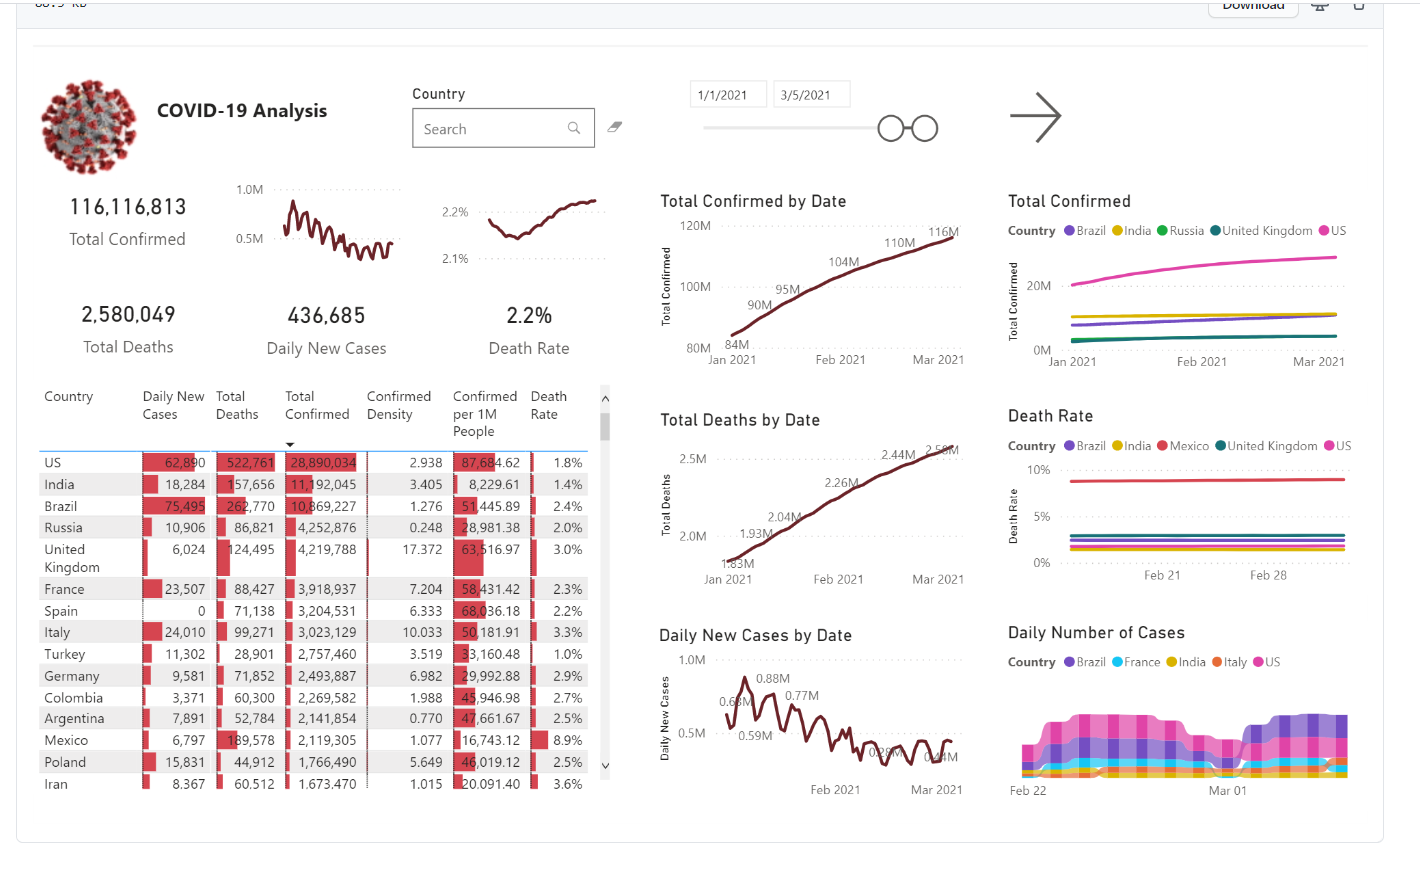 88.9 KB
Download
COVID-19 Analysis
Country
Search
1/1/2021
3/5/2021
116,116,813
Total Confirmed
1.0M
0.5M
2.2%
2.1%
2,580,049
Total Deaths
436,685
Daily New Cases
2.2%
Death Rate
Country Daily New Cases Total Deaths Total Confirmed Confirmed Density Confirmed per 1M People Death Rate
US 62,890 522,761 28,890,034 2.938 87,684.62 1.8%
India 18,284 157,656 11,192,045 3.405 8,229.61 1.4%
Brazil 75,495 262,770 10,869,227 1.276 51,445.89 2.4%
Russia 10,906 86,821 4,252,876 0.248 28,981.38 2.0%
United Kingdom 6,024 124,495 4,219,788 17.372 63,516.97 3.0%
France 23,507 88,427 3,918,937 7.204 58,431.42 2.3%
Spain 0 71,138 3,204,531 6.333 68,036.18 2.2%
Italy 24,010 99,271 3,023,129 10.033 50,181.91 3.3%
Turkey 11,302 28,901 2,757,460 3.519 33,160.48 1.0%
Germany 9,581 71,852 2,493,887 6.982 29,992.88 2.9%
Colombia 3,371 60,300 2,269,582 1.988 45,946.98 2.7%
Argentina 7,891 52,784 2,141,854 0.770 47,661.67 2.5%
Mexico 6,797 189,578 2,119,305 1.077 16,743.12 8.9%
Poland 15,831 44,912 1,766,490 5.649 46,019.12 2.5%
Iran 8,367 60,512 1,673,470 1.015 20,091.40 3.6%
Total Confirmed by Date
Total Confirmed
120M
100M
80M
84M
90M
95M
104M
110M
116M
Jan 2021 Feb 2021 Mar 2021
Total Deaths by Date
Total Deaths
2.5M
2.0M
1.83M
1.93M
2.04M
2.26M
2.44M
2.58M
Jan 2021 Feb 2021 Mar 2021
Daily New Cases by Date
Daily New Cases
1.0M
0.5M
0.59M
0.88M
0.77M
0.44M
Feb 2021 Mar 2021
Total Confirmed
Country Brazil India Russia United Kingdom US
Total Confirmed
20M
0M
Jan 2021 Feb 2021 Mar 2021
Death Rate
Country Brazil India Mexico United Kingdom US
Death Rate
10%
5%
0%
Feb 21 Feb 28
Daily Number of Cases
Country Brazil France India Italy US
Feb 22 Mar 01